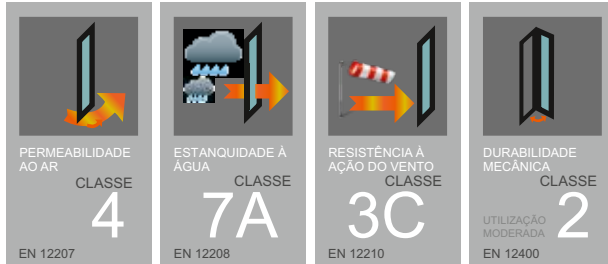 PERMEABILIDADE
AO AR
CLASSE
4
EN 12207
ESTANQUIDADE À
ÁGUA
CLASSE
7A
EN 12208
RESISTÊNCIA À
AÇÃO DO VENTO
CLASSE
3C
EN 12210
DURABILIDADE
MECÂNICA
CLASSE
UTILIZAÇÃO
MODERADA
2
EN 12400